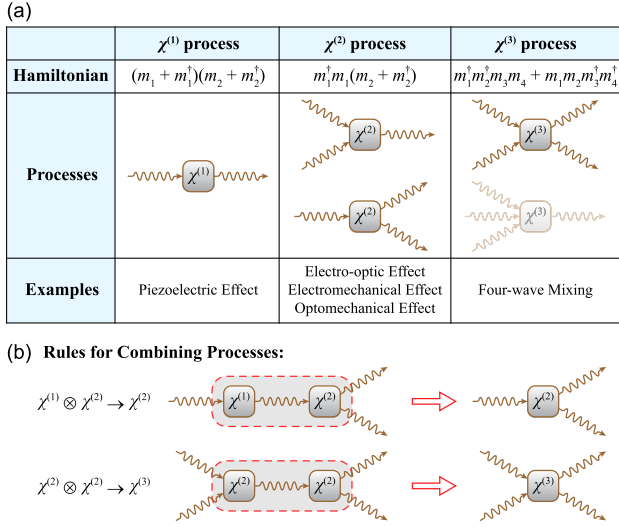 (a)
χ⁽¹⁾ process χ⁽²⁾ process χ⁽³⁾ process
Hamiltonian (m₁ + m₁†)(m₂ + m₂†) m₁†m₁(m₂ + m₂†) m₁†m₂†m₃m₄ + m₁m₂m₃†m₄†
χ⁽²⁾ χ⁽³⁾
Processes χ⁽¹⁾
χ⁽²⁾ χ⁽³⁾
Examples Piezoelectric Effect
Electro-optic Effect
Electromechanical Effect
Optomechanical Effect
Four-wave Mixing
(b) Rules for Combining Processes:
χ⁽¹⁾ ⊗ χ⁽²⁾ → χ⁽²⁾ χ⁽¹⁾ χ⁽²⁾ χ⁽²⁾
χ⁽²⁾ ⊗ χ⁽²⁾ → χ⁽³⁾ χ⁽²⁾ χ⁽²⁾ χ⁽³⁾